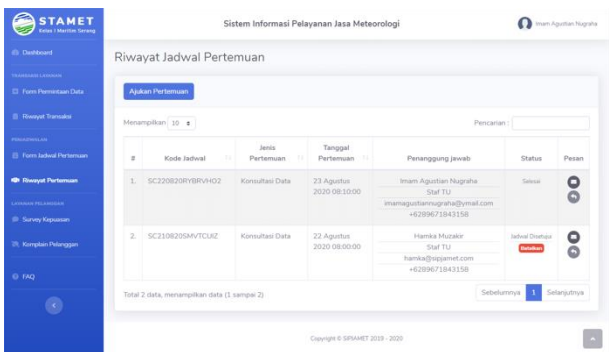 STAMET
Kelas I Maritim Serang
Sistem Informasi Pelayanan Jasa Meteorologi
Imam Agustian Nugraha
Dashboard
TRANSAKSI LAYANAN
Form Permintaan Data
Riwayat Transaksi
PENJADWALAN
Form Jadwal Pertemuan
Riwayat Pertemuan
LAYANAN PELANGGAN
Survey Kepuasan
Komplain Pelanggan
FAQ
Riwayat Jadwal Pertemuan
Ajukan Pertemuan
Menampilkan 10
Pencarian :
# Kode Jadwal Jenis Pertemuan Tanggal Pertemuan Penanggung jawab Status Pesan
1. SC220820RYBRVHO2 Konsultasi Data 23 Agustus 2020 08:10:00 Imam Agustian Nugraha Selesai
Staf TU
imamagustiannugraha@ymail.com
+6289671843158
2. SC210820SMVTCUIZ Konsultasi Data 22 Agustus 2020 08:00:00 Hamka Muzakir Jadwal Disetujui
Staf TU Batalkan
hamka@sipjamet.com
+6289671843158
Total 2 data, menampilkan data (1 sampai 2)
Sebelumnya 1 Selanjutnya
Copyright © SIPJAMET 2019 - 2020